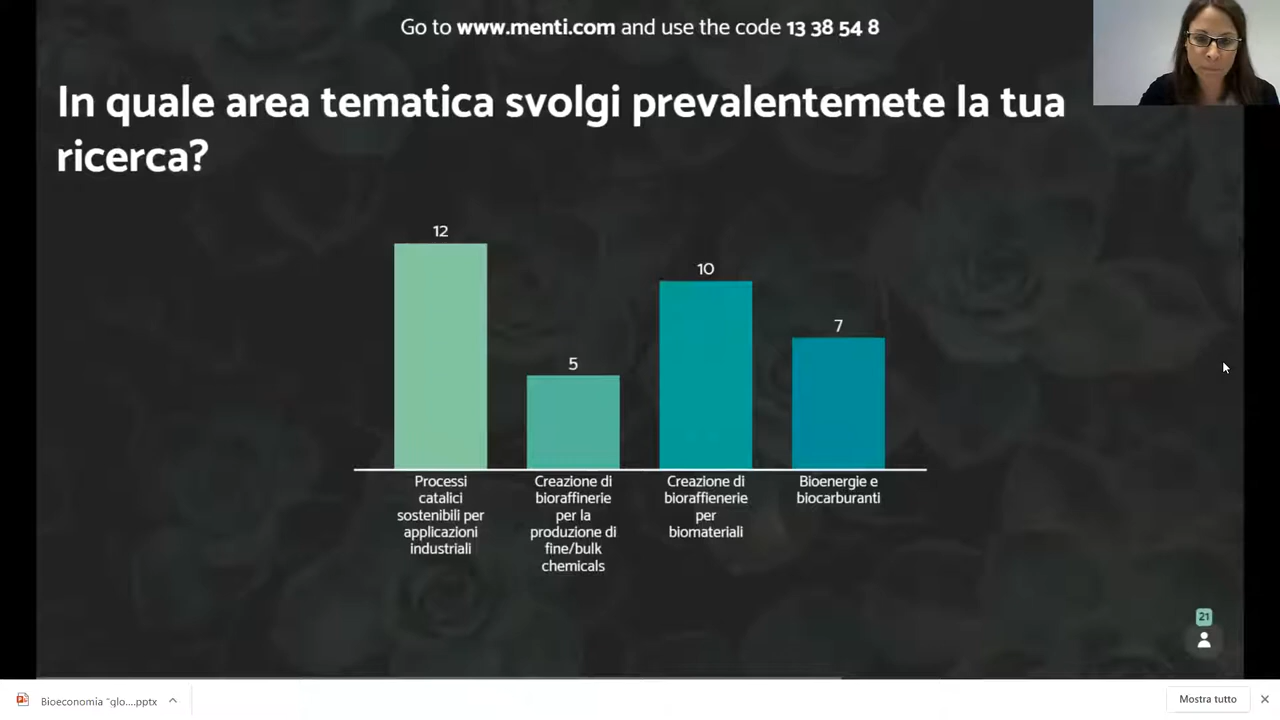 Go to www.menti.com and use the code 13 38 54 8
In quale area tematica svolgi prevalentemete la tua
ricerca?
12
5
10
7
Processi
catalici
sostenibili per
applicazioni
industriali
Creazione di
bioraffinerie
per la
produzione di
fine/bulk
chemicals
Creazione di
bioraffienerie
per
biomateriali
Bioenergie e
biocarburanti
21
Bioeconomia "glo....pptx
Mostra tutto